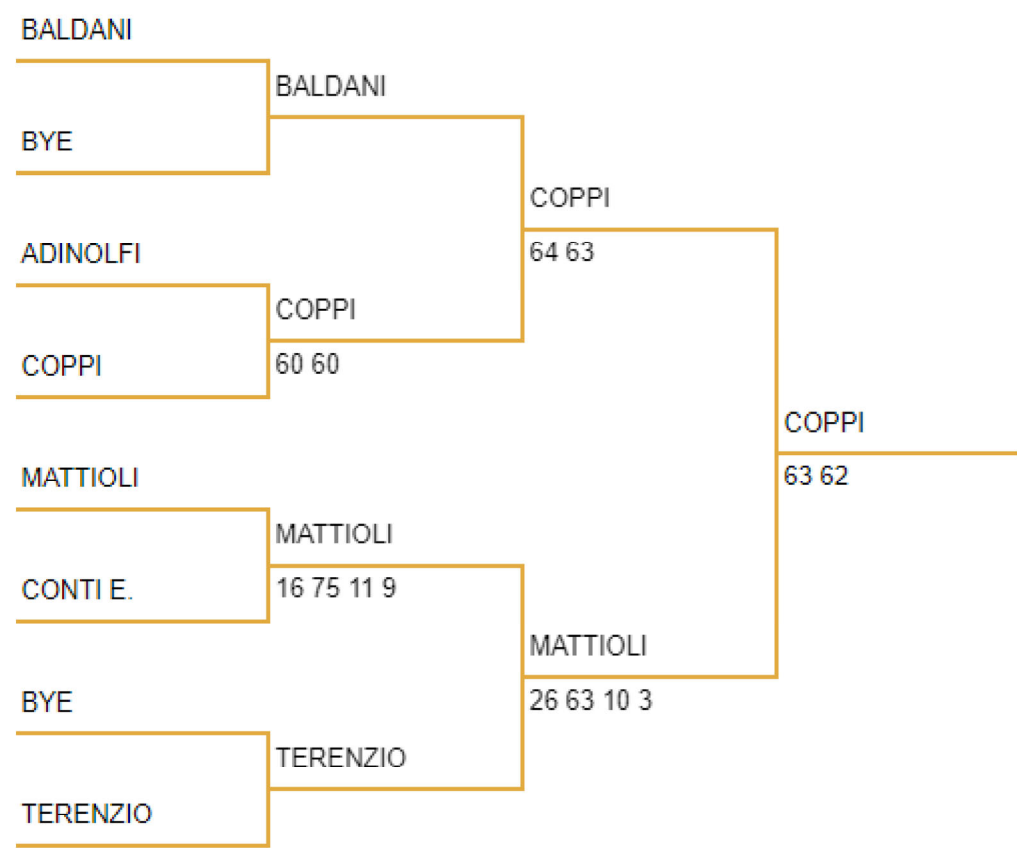 BALDANI
BALDANI
BYE
COPPI
64 63
ADINOLFI
COPPI
60 60
COPPI
COPPI
63 62
MATTIOLI
MATTIOLI
16 75 11 9
CONTI E.
MATTIOLI
26 63 10 3
BYE
TERENZIO
TERENZIO